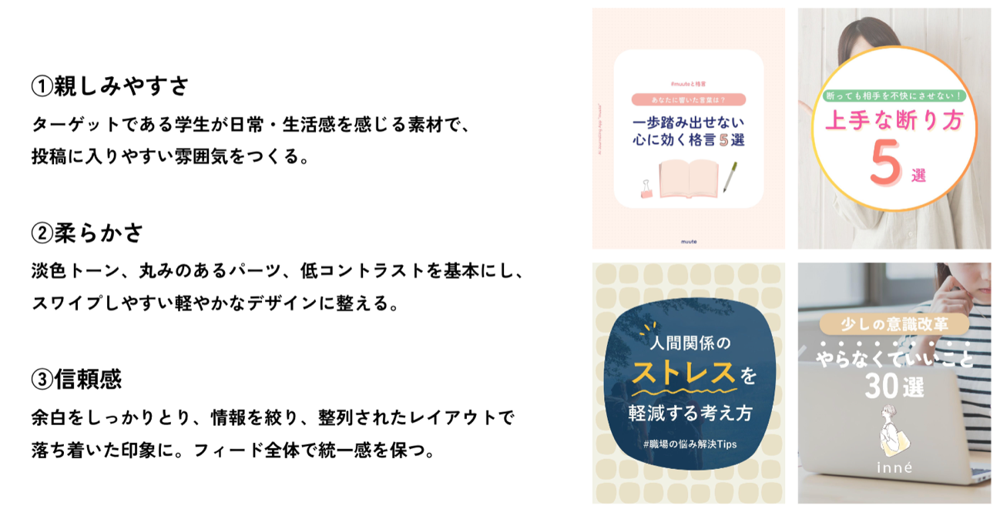 ①親しみやすさ
ターゲットである学生が日常・生活感を感じる素材で、
投稿に入りやすい雰囲気をつくる。
②柔らかさ
淡色トーン、丸みのあるパーツ、低コントラストを基本にし、
スワイプしやすい軽やかなデザインに整える。
③信頼感
余白をしっかりとり、情報を絞り、整列されたレイアウトで
落ち着いた印象に。フィード全体で統一感を保つ。
#muuteと格言
あなたに響いた言葉は?
一歩踏み出せない
心に効く格言5選
AI Journaling App "muute"
muute
断っても相手を不快にさせない!
上手な断り方
5選
人間関係の
ストレスを
軽減する考え方
#職場の悩み解決Tips
少しの意識改革
やらなくていいこと
30選
inné